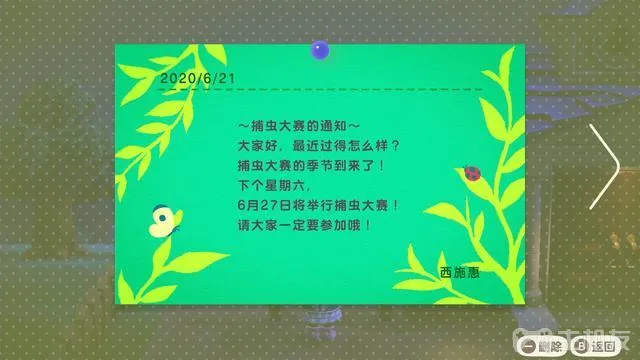 2020/6/21
～捕虫大赛的通知～
大家好，最近过得怎么样？
捕虫大赛的季节到来了！
下个星期六，
6月27日将举行捕虫大赛！
请大家一定要参加哦！
西施惠
删除
B 返回